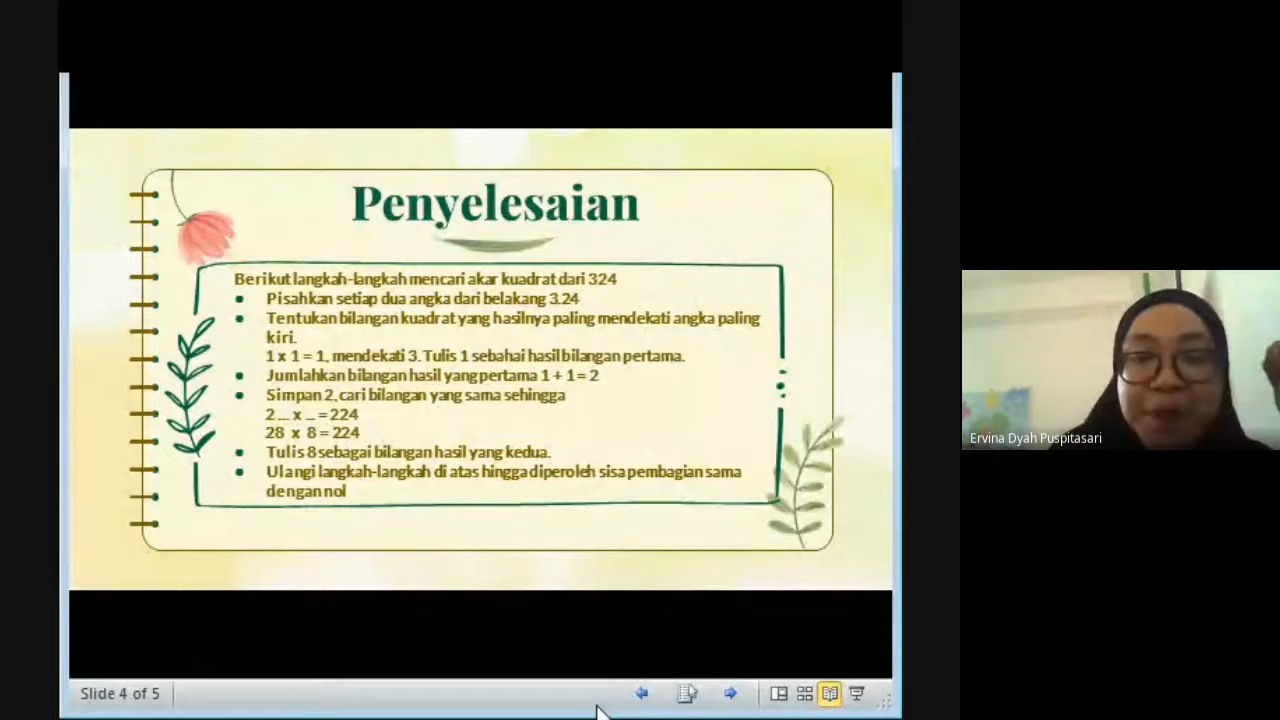 Penyelesaian
Berikut langkah-langkah mencari akar kuadrat dari 324
Pisahkan setiap dua angka dari belakang 3.24
Tentukan bilangan kuadrat yang hasilnya paling mendekati angka paling
kiri.
1 x 1 = 1, mendekati 3. Tulis 1 sebahai hasil bilangan pertama.
Jumlahkan bilangan hasil yang pertama 1 + 1 = 2
Simpan 2, cari bilangan yang sama sehingga
2 ... x ... = 224
28 x 8 = 224
Tulis 8 sebagai bilangan hasil yang kedua.
Ulangi langkah-langkah di atas hingga diperoleh sisa pembagian sama
dengan nol
Ervina Dyah Puspitasari
Slide 4 of 5